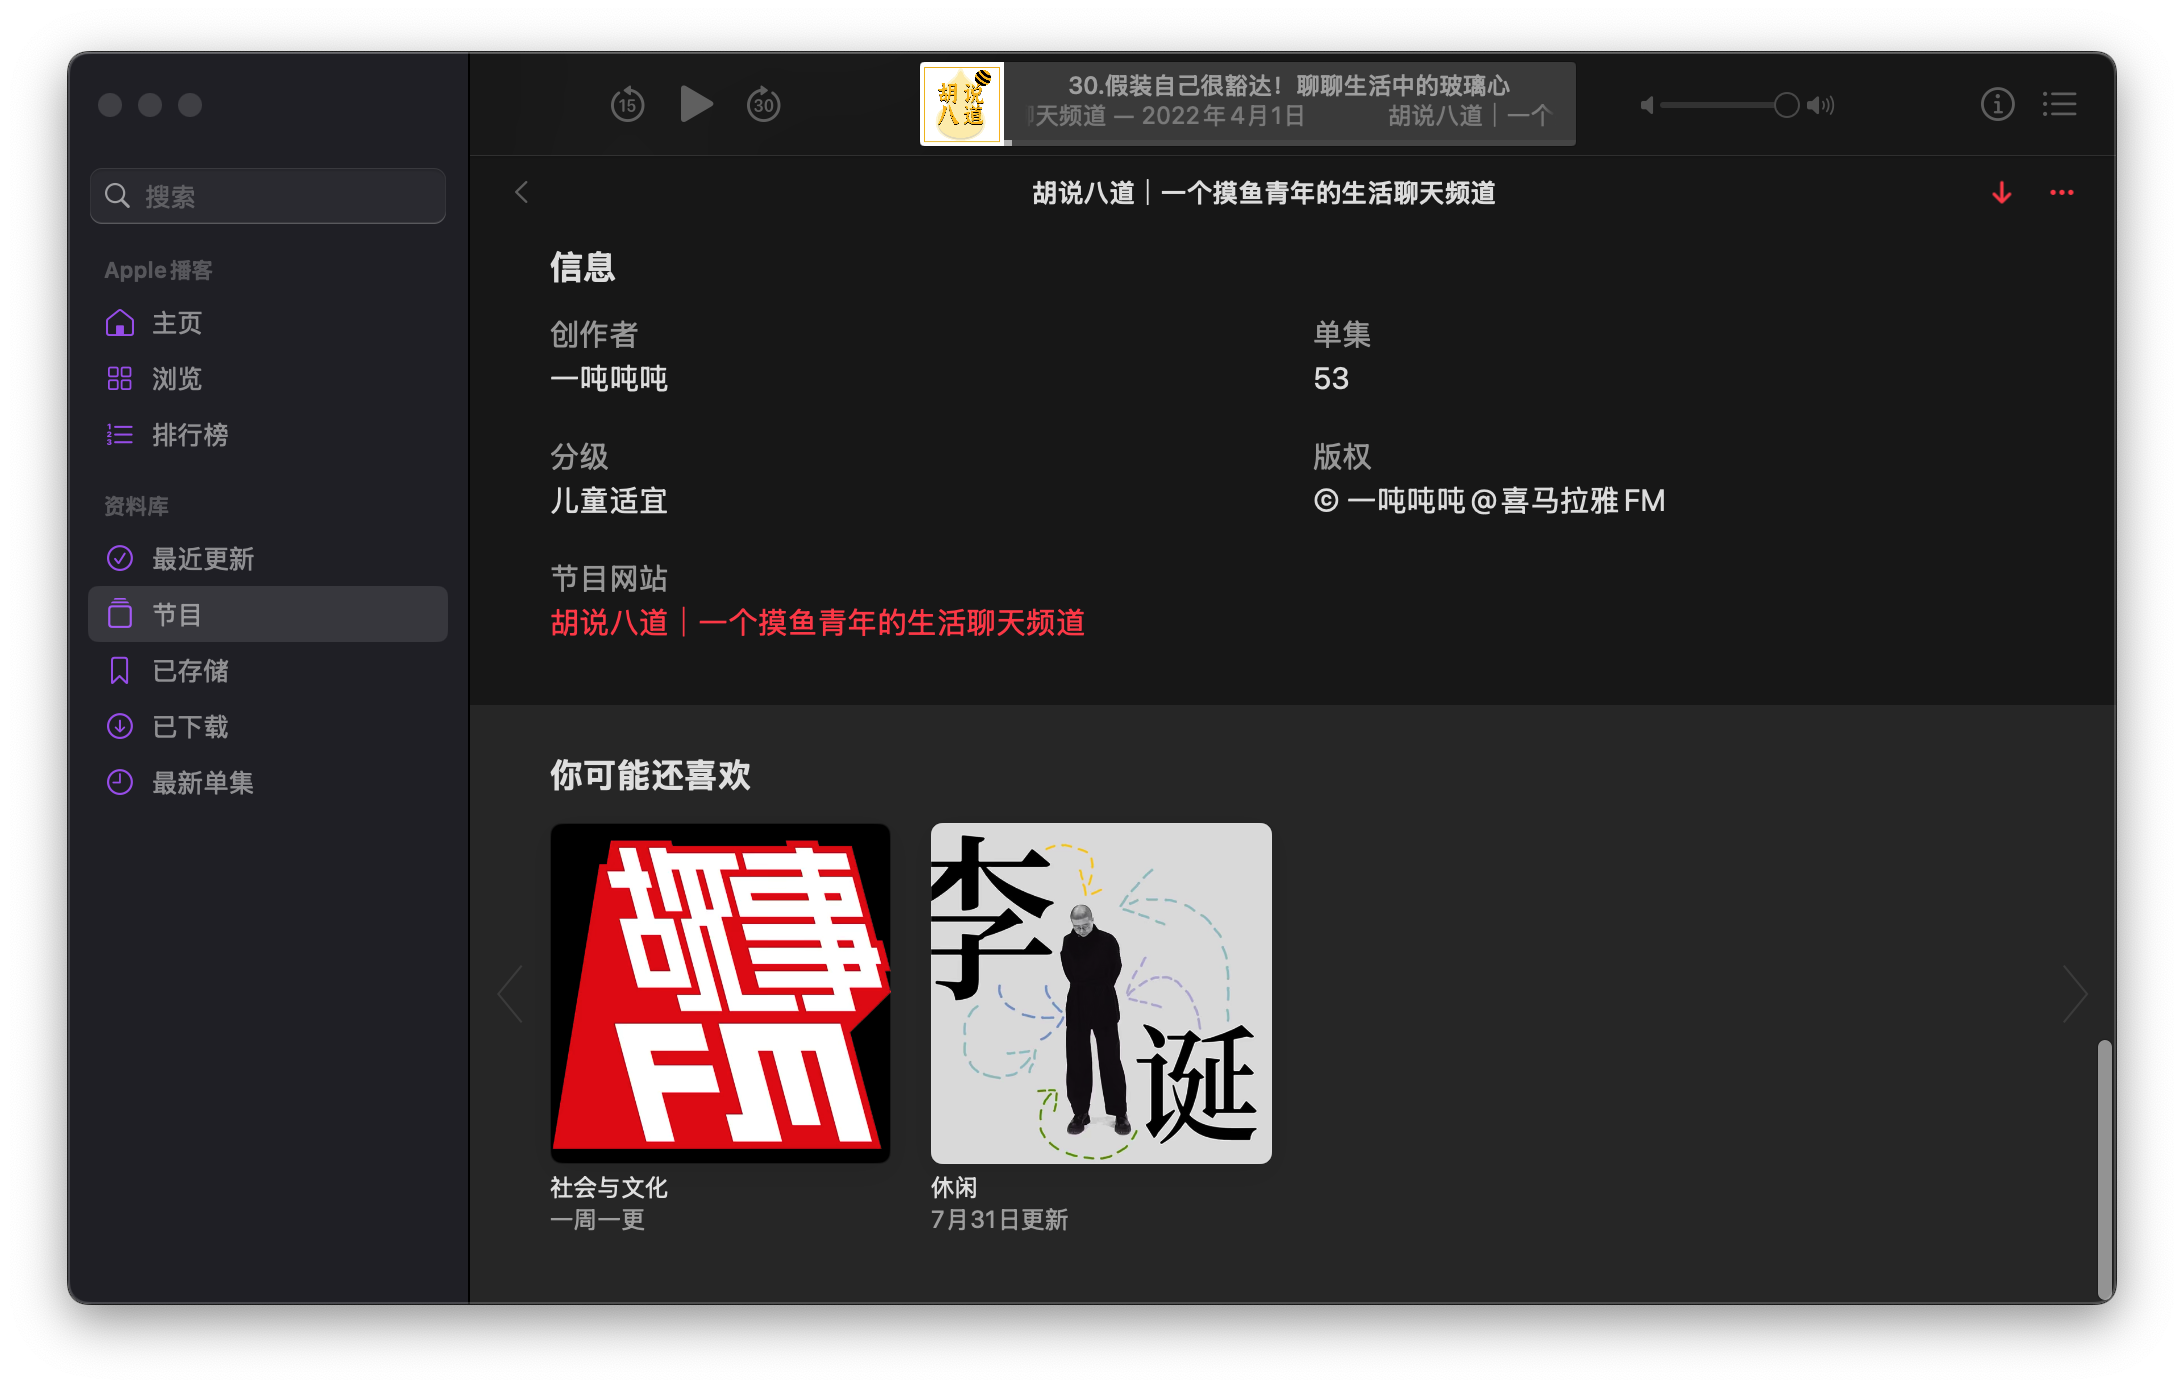 15
30
胡说
八道
30.假装自己很豁达！聊聊生活中的玻璃心
天频道 — 2022年4月1日 胡说八道｜一个
搜索
Apple播客
主页
浏览
排行榜
资料库
最近更新
节目
已存储
已下载
最新单集
胡说八道｜一个摸鱼青年的生活聊天频道
信息
创作者
一吨吨吨
单集
53
分级
儿童适宜
版权
© 一吨吨吨@喜马拉雅FM
节目网站
胡说八道｜一个摸鱼青年的生活聊天频道
你可能还喜欢
FM
社会与文化
一周一更
李
诞
休闲
7月31日更新